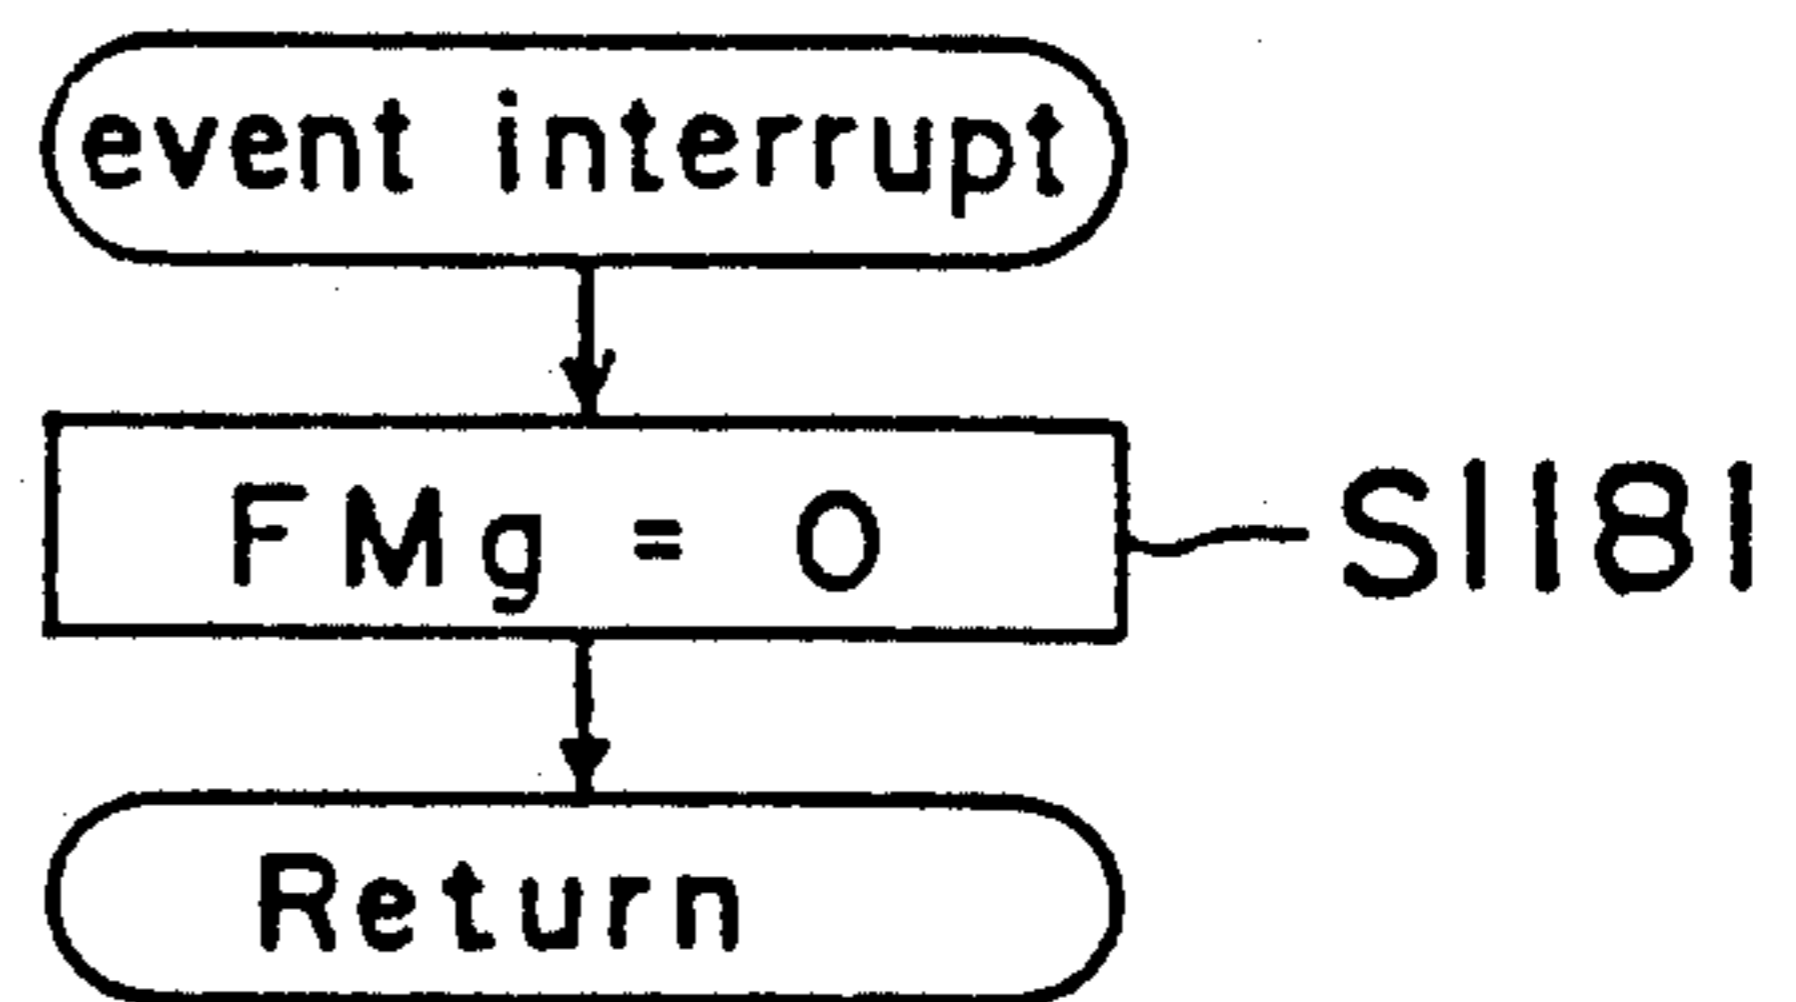 event interrupt
FMg = 0
S1181
Return